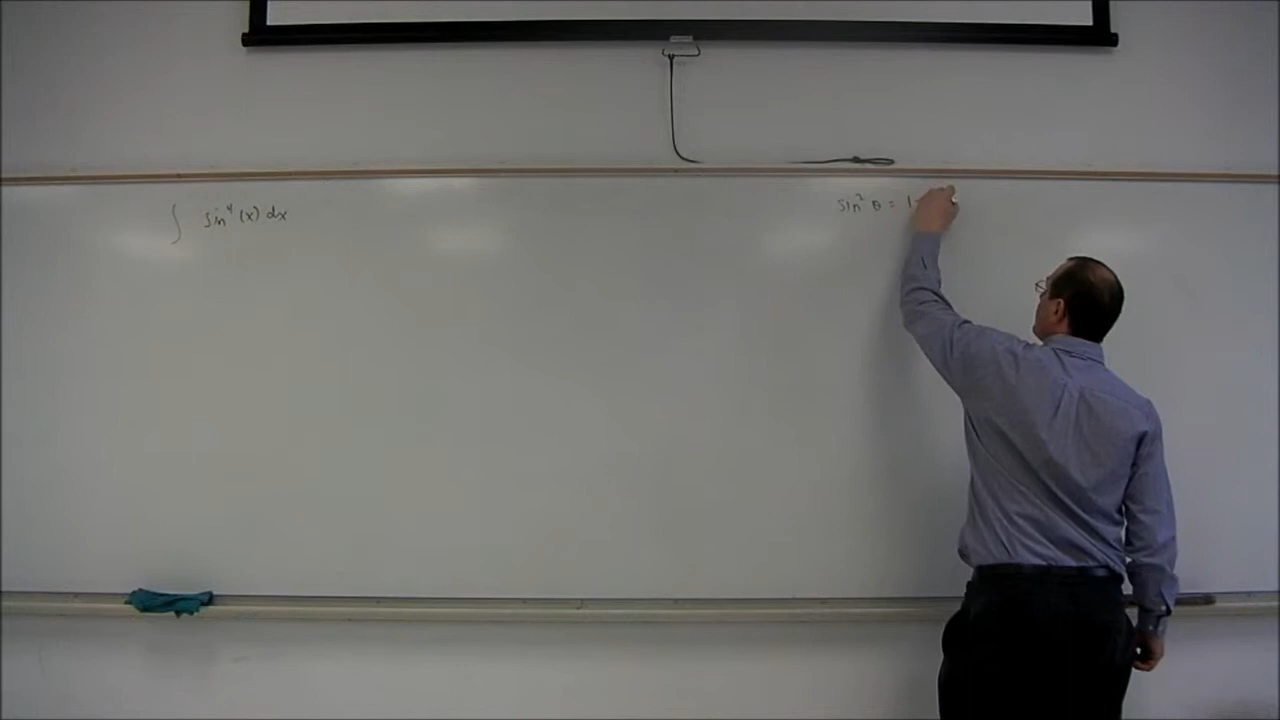 ∫ sin⁴(x) dx
sin² θ = 1-